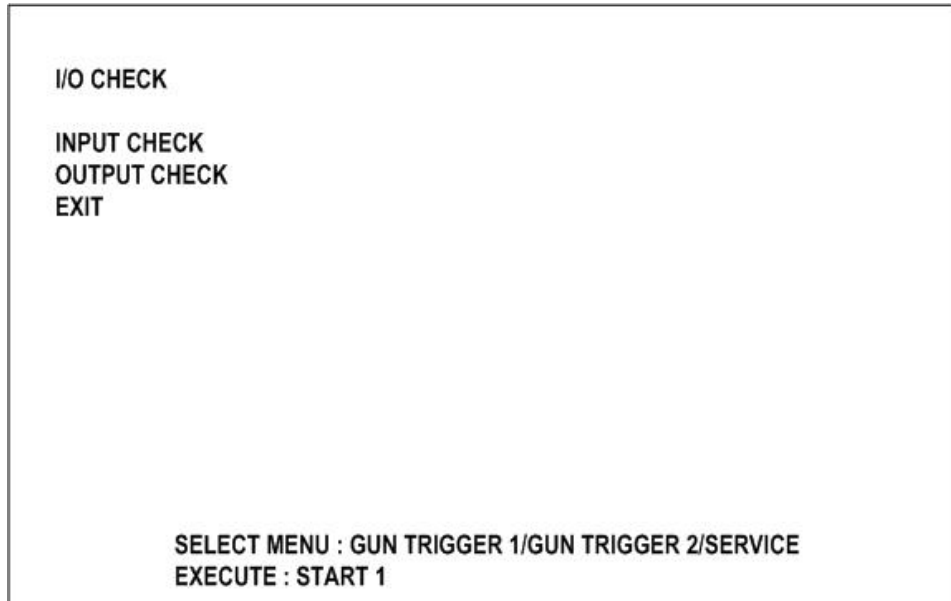 I/O CHECK
INPUT CHECK
OUTPUT CHECK
EXIT
SELECT MENU : GUN TRIGGER 1/GUN TRIGGER 2/SERVICE
EXECUTE : START 1